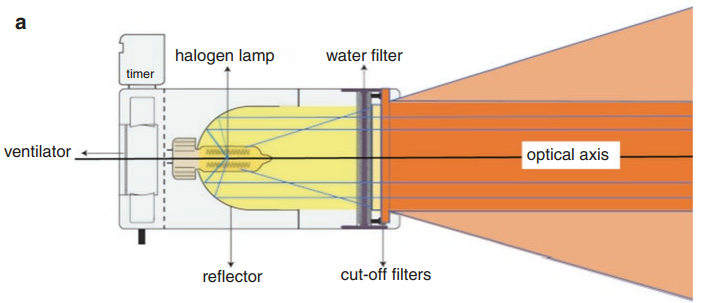 a
timer
halogen lamp
water filter
ventilator
optical axis
reflector
cut-off filters